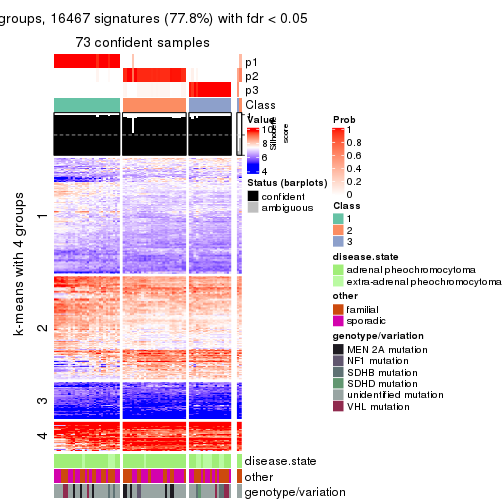 groups, 16467 signatures (77.8%) with fdr < 0.05
73 confident samples
p1
p2
p3
Class
1
Silhouette
score
Value
10
8
6
4
Status (barplots)
confident
ambiguous
Prob
1
0.8
0.6
0.4
0.2
0
Class
1
2
3
disease.state
adrenal pheochromocytoma
extra-adrenal pheochromocytoma
other
familial
sporadic
genotype/variation
MEN 2A mutation
NF1 mutation
SDHB mutation
SDHD mutation
unidentified mutation
VHL mutation
k-means with 4 groups
1
2
3
4
disease.state
other
genotype/variation